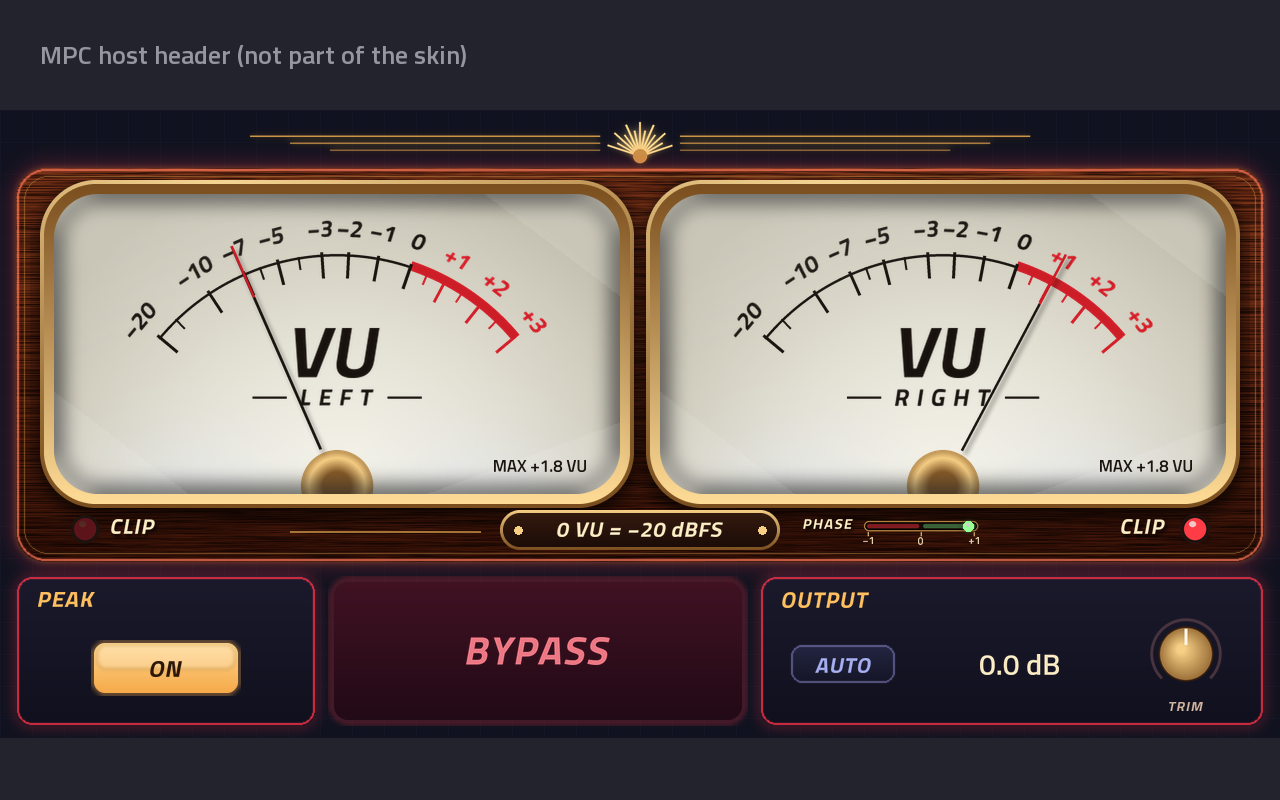 MPC host header (not part of the skin)
−20 −10 −7 −5 −3 −2 −1 0 +1 +2 +3
VU
LEFT
MAX +1.8 VU
−20 −10 −7 −5 −3 −2 −1 0 +1 +2 +3
VU
RIGHT
MAX +1.8 VU
CLIP
0 VU = −20 dBFS
PHASE
−1 0 +1
CLIP
PEAK
ON
BYPASS
OUTPUT
AUTO
0.0 dB
TRIM